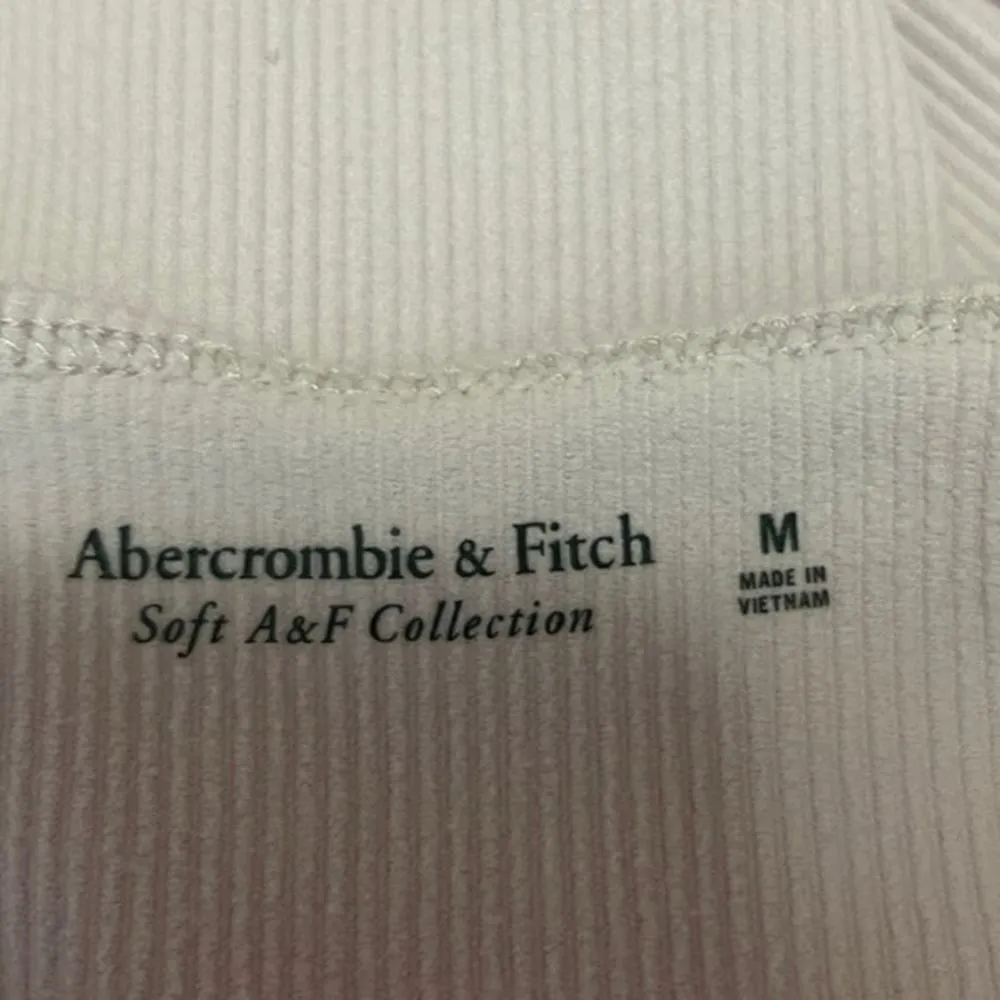 Abercrombie & Fitch
Soft A&F Collection
M
MADE IN
VIETNAM